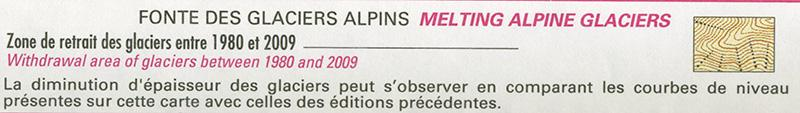 FONTE DES GLACIERS ALPINS MELTING ALPINE GLACIERS
Zone de retrait des glaciers entre 1980 et 2009
Withdrawal area of glaciers between 1980 and 2009
La diminution d'épaisseur des glaciers peut s'observer en comparant les courbes de niveau
présentes sur cette carte avec celles des éditions précédentes.